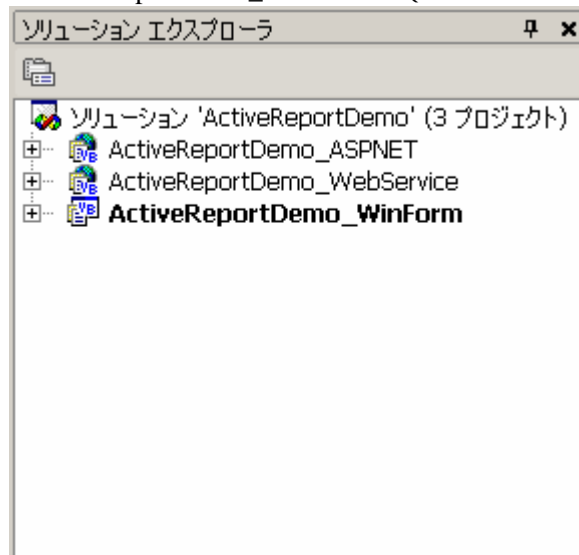 ソリューション エクスプローラ
ソリューション 'ActiveReportDemo' (3 プロジェクト)
ActiveReportDemo_ASPNET
ActiveReportDemo_WebService
ActiveReportDemo_WinForm